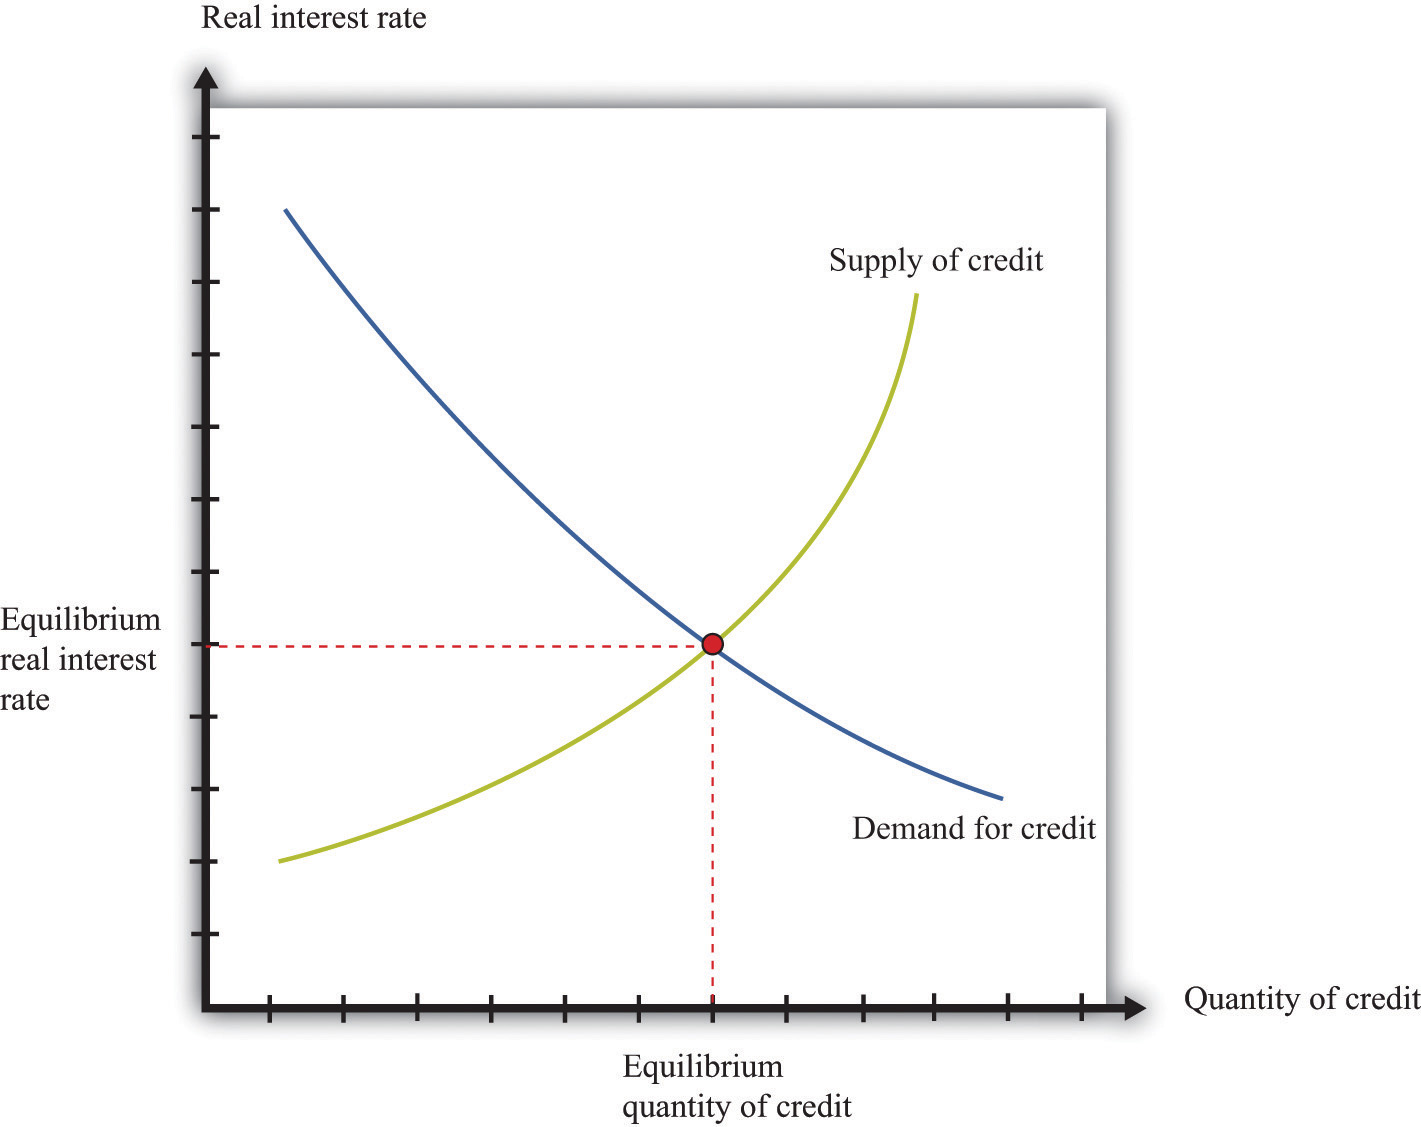 Real interest rate
Supply of credit
Equilibrium
real interest
rate
Demand for credit
Quantity of credit
Equilibrium
quantity of credit